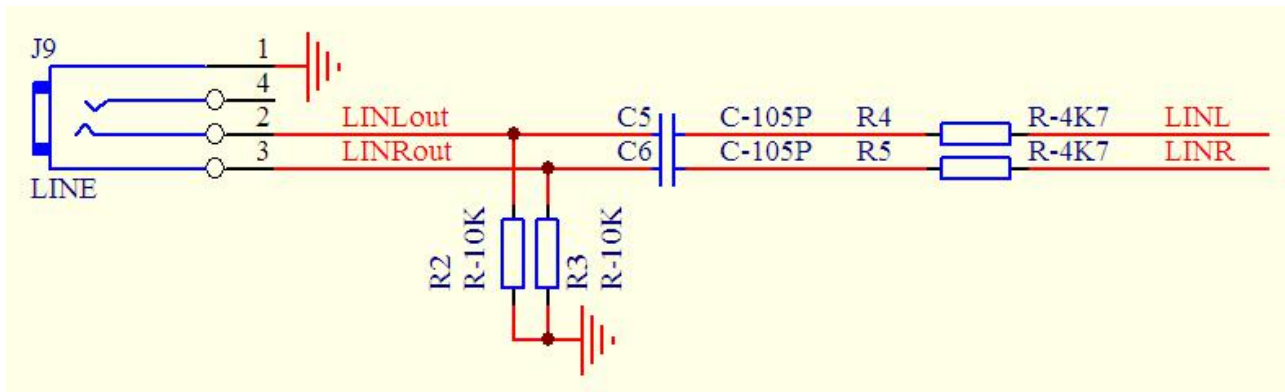 J9
1
4
2 LINLout C5 C-105P R4 R-4K7 LINL
3 LINRout C6 C-105P R5 R-4K7 LINR
LINE
R2 R-10K R3 R-10K